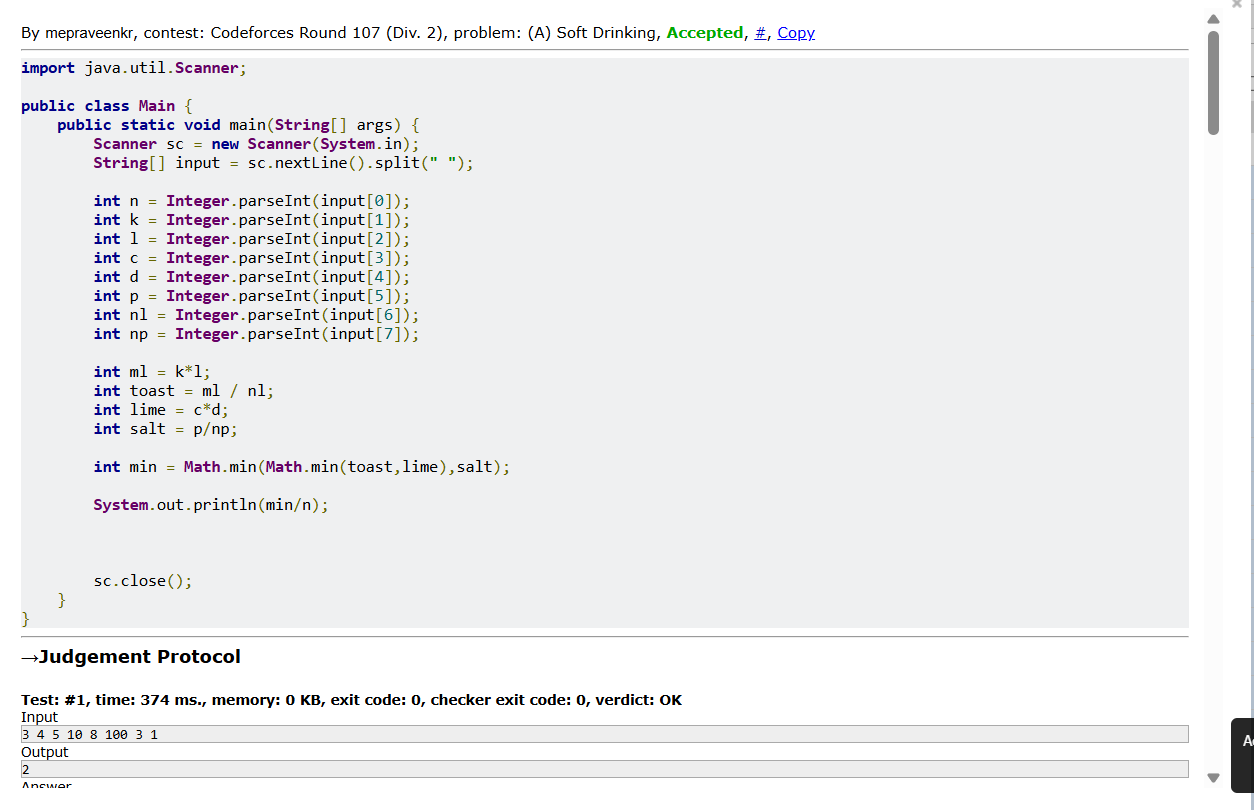 By mepraveenkr, contest: Codeforces Round 107 (Div. 2), problem: (A) Soft Drinking, Accepted, #, Copy
import java.util.Scanner;
public class Main {
    public static void main(String[] args) {
        Scanner sc = new Scanner(System.in);
        String[] input = sc.nextLine().split(" ");
        int n = Integer.parseInt(input[0]);
        int k = Integer.parseInt(input[1]);
        int l = Integer.parseInt(input[2]);
        int c = Integer.parseInt(input[3]);
        int d = Integer.parseInt(input[4]);
        int p = Integer.parseInt(input[5]);
        int nl = Integer.parseInt(input[6]);
        int np = Integer.parseInt(input[7]);
        int ml = k*l;
        int toast = ml / nl;
        int lime = c*d;
        int salt = p/np;
        int min = Math.min(Math.min(toast,lime),salt);
        System.out.println(min/n);
        sc.close();
    }
}
→Judgement Protocol
Test: #1, time: 374 ms., memory: 0 KB, exit code: 0, checker exit code: 0, verdict: OK
Input
3 4 5 10 8 100 3 1
Output
2
Answer